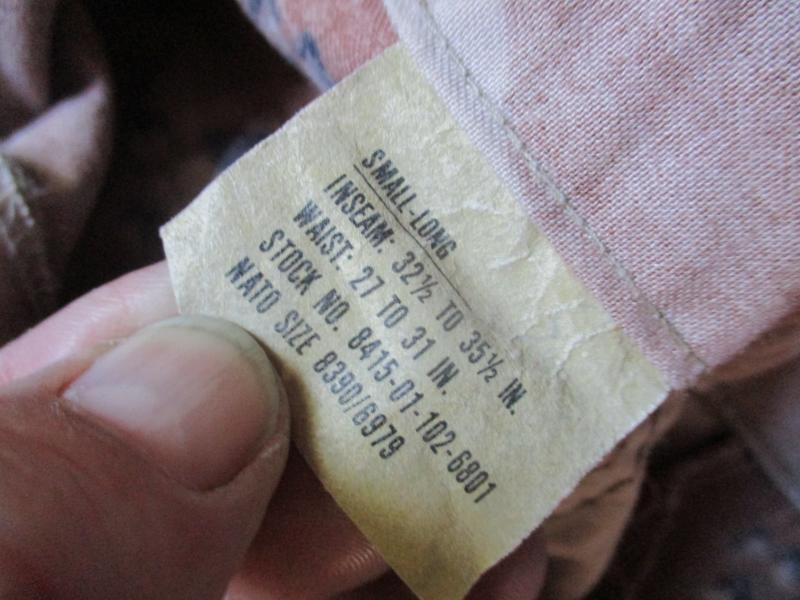 SMALL-LONG
INSEAM: 32½ TO 35½ IN.
WAIST: 27 TO 31 IN.
STOCK NO. 8415-01-102-6801
NATO SIZE 8390/6979